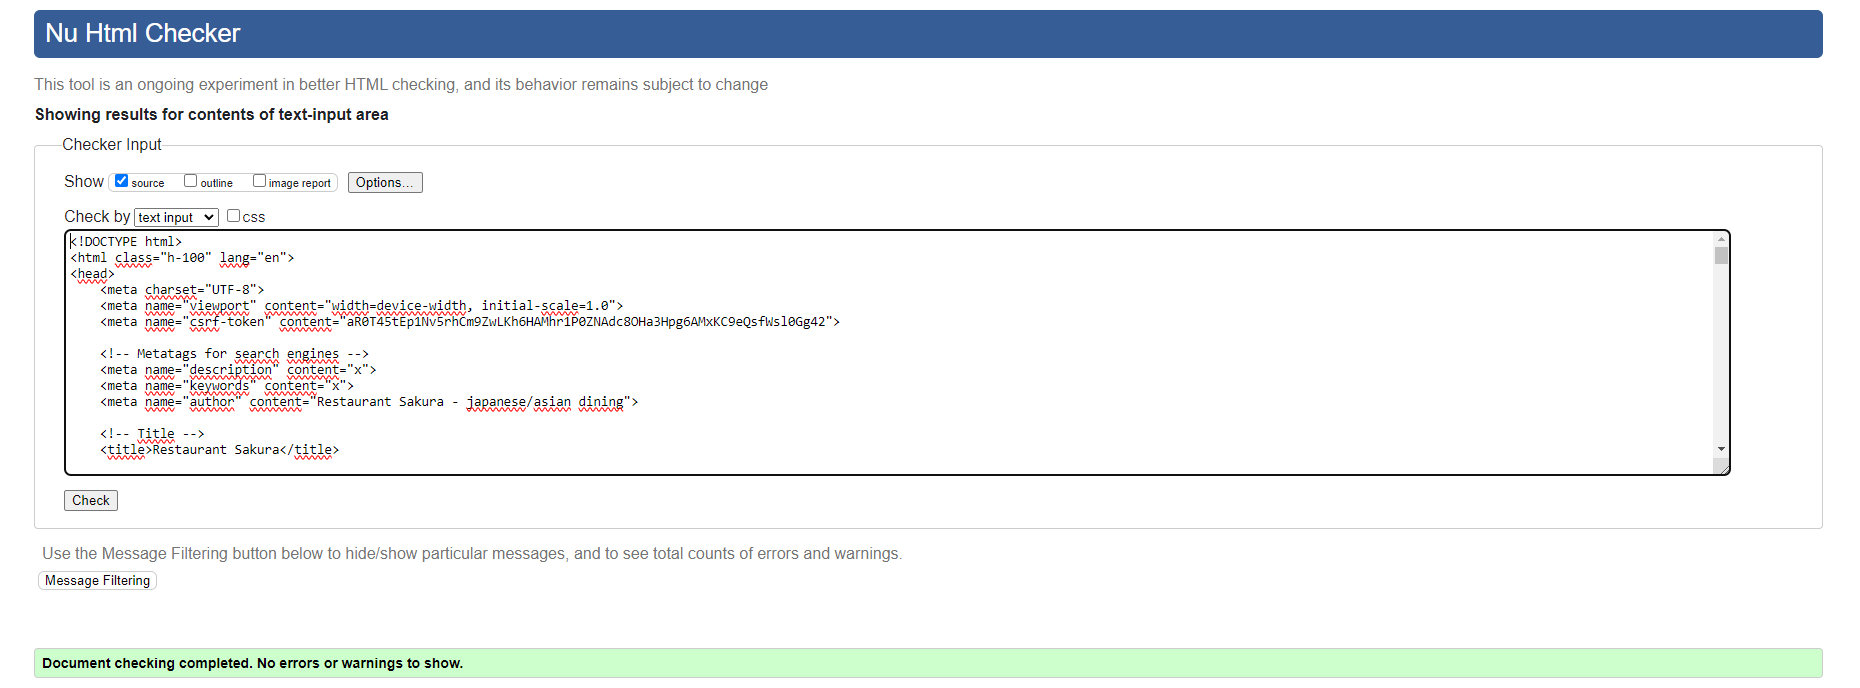 Nu Html Checker
This tool is an ongoing experiment in better HTML checking, and its behavior remains subject to change
Showing results for contents of text-input area
Checker Input
Show source outline image report Options...
Check by text input css
<!DOCTYPE html>
<html class="h-100" lang="en">
<head>
    <meta charset="UTF-8">
    <meta name="viewport" content="width=device-width, initial-scale=1.0">
    <meta name="csrf-token" content="aR0T45tEp1Nv5rhCm9ZwLKh6HAMhr1P0ZNAdc8OHa3Hpg6AMxKC9eQsfWsl0Gg42">
    <!-- Metatags for search engines -->
    <meta name="description" content="x">
    <meta name="keywords" content="x">
    <meta name="author" content="Restaurant Sakura - japanese/asian dining">
    <!-- Title -->
    <title>Restaurant Sakura</title>
Check
Use the Message Filtering button below to hide/show particular messages, and to see total counts of errors and warnings.
Message Filtering
Document checking completed. No errors or warnings to show.